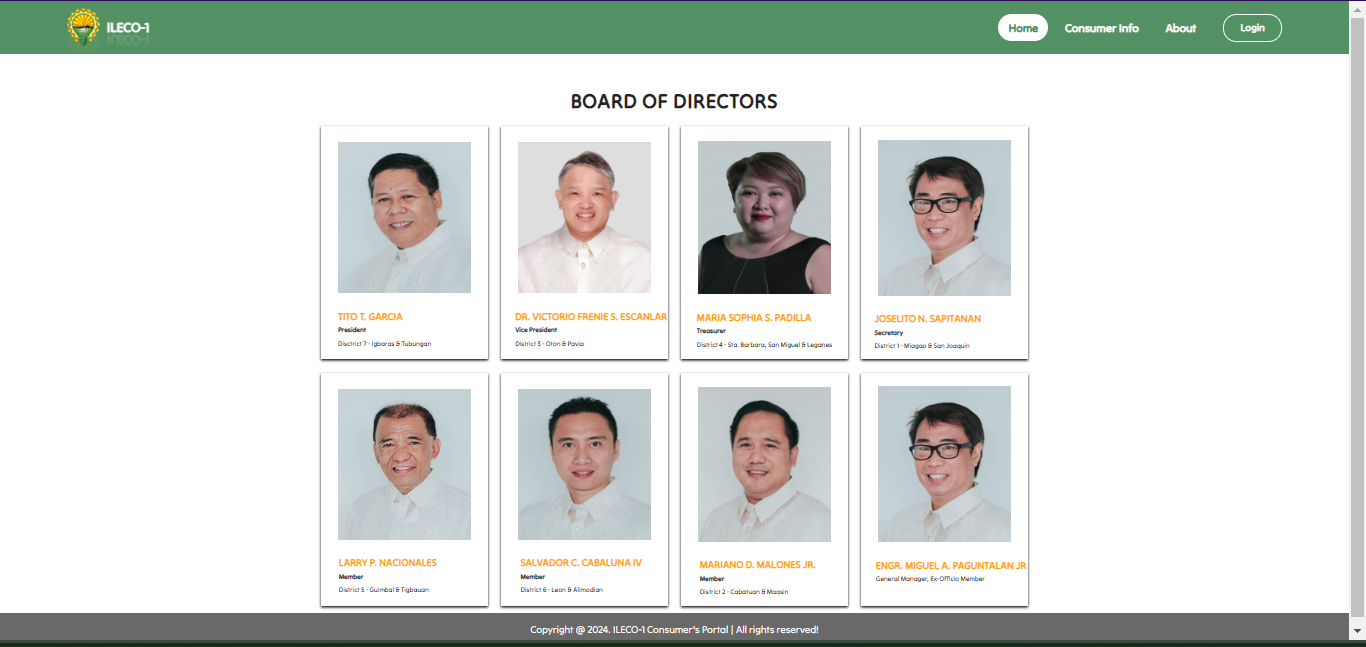 ILECO-1
Home
Consumer Info
About
Login
BOARD OF DIRECTORS
TITO T. GARCIA
President
Disctrict 7 - Igbaras & Tubungan
DR. VICTORIO FRENIE S. ESCANLAR
Vice President
District 3 - Oton & Pavia
MARIA SOPHIA S. PADILLA
Treasurer
District 4 - Sta. Barbara, San Miguel & Leganes
JOSELITO N. SAPITANAN
Secretary
District 1 - Miagao & San Joaquin
LARRY P. NACIONALES
Member
District 5 - Guimbal & Tigbauan
SALVADOR C. CABALUNA IV
Member
District 6 - Leon & Alimodian
MARIANO D. MALONES JR.
Member
District 2 - Cabatuan & Maasin
ENGR. MIGUEL A. PAGUNTALAN JR
General Manager, Ex-Officio Member
Copyright @ 2024. ILECO-1 Consumer's Portal | All rights reserved!